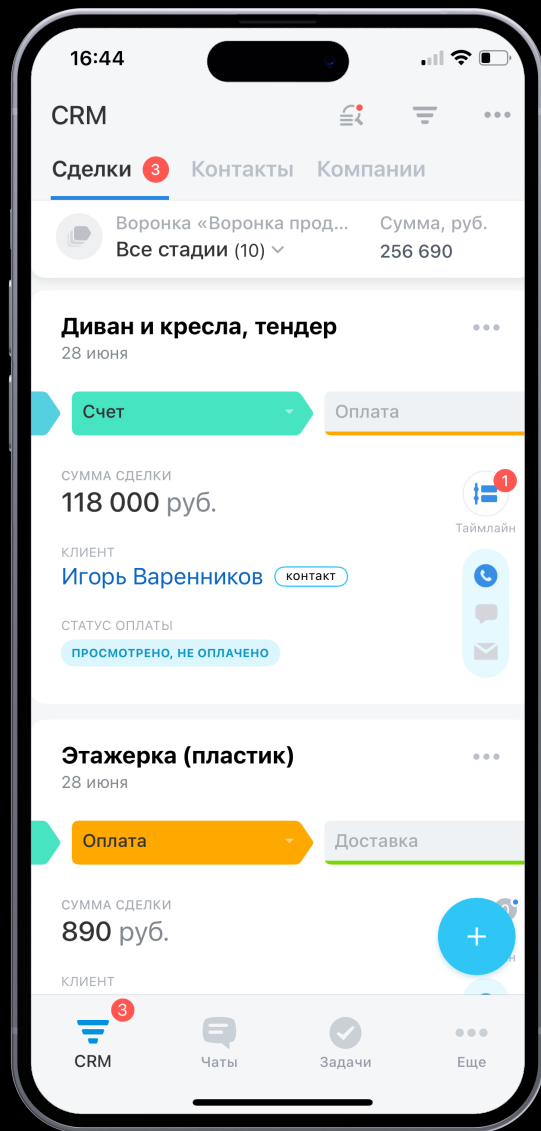 16:44
CRM
Сделки 3 Контакты Компании
Воронка «Воронка прод... Сумма, руб.
Все стадии (10) 256 690
Диван и кресла, тендер
28 июня
Счет Оплата
СУММА СДЕЛКИ
118 000 руб.
1
Таймлайн
КЛИЕНТ
Игорь Варенников контакт
СТАТУС ОПЛАТЫ
ПРОСМОТРЕНО, НЕ ОПЛАЧЕНО
Этажерка (пластик)
28 июня
Оплата Доставка
СУММА СДЕЛКИ
890 руб.
КЛИЕНТ
3
CRM Чаты Задачи Еще